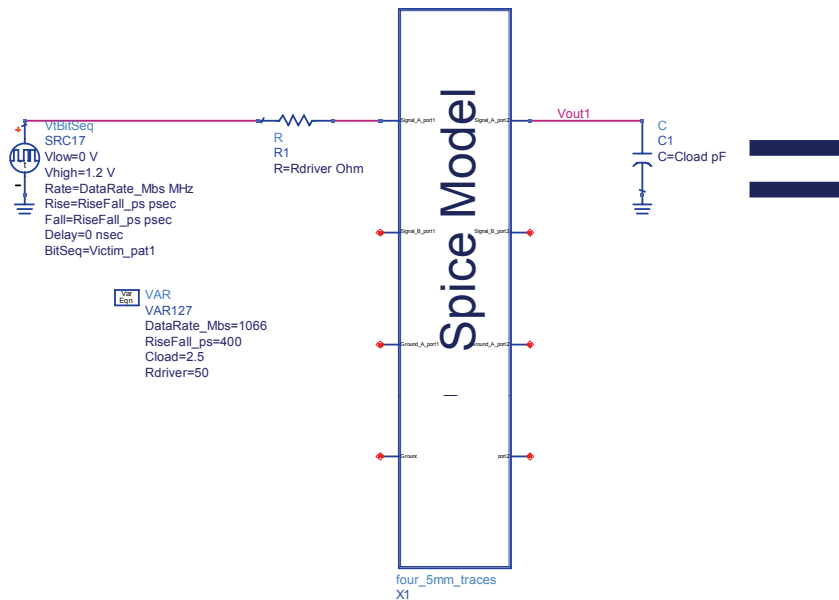 VtBitSeq
SRC17
Vlow=0 V
Vhigh=1.2 V
Rate=DataRate_Mbs MHz
Rise=RiseFall_ps psec
Fall=RiseFall_ps psec
Delay=0 nsec
BitSeq=Victim_pat1
t
R
R1
R=Rdriver Ohm
Var
Eqn
VAR
VAR127
DataRate_Mbs=1066
RiseFall_ps=400
Cload=2.5
Rdriver=50
Spice Model
Signal_A_port1
Signal_A_port2
Signal_B_port1
Signal_B_port2
Ground_A_port1
Ground_A_port2
Ground
port2
four_5mm_traces
X1
Vout1
C
C1
C=Cload pF